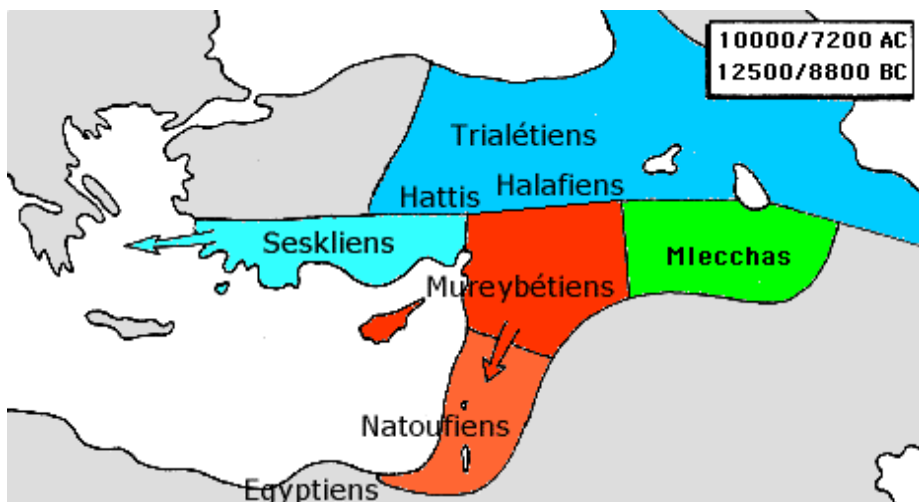 10000/7200 AC
12500/8800 BC
Trialétiens
Hattis
Halafiens
Seskliens
Mlecchas
Mureybétiens
Natoufiens
Egyptiens